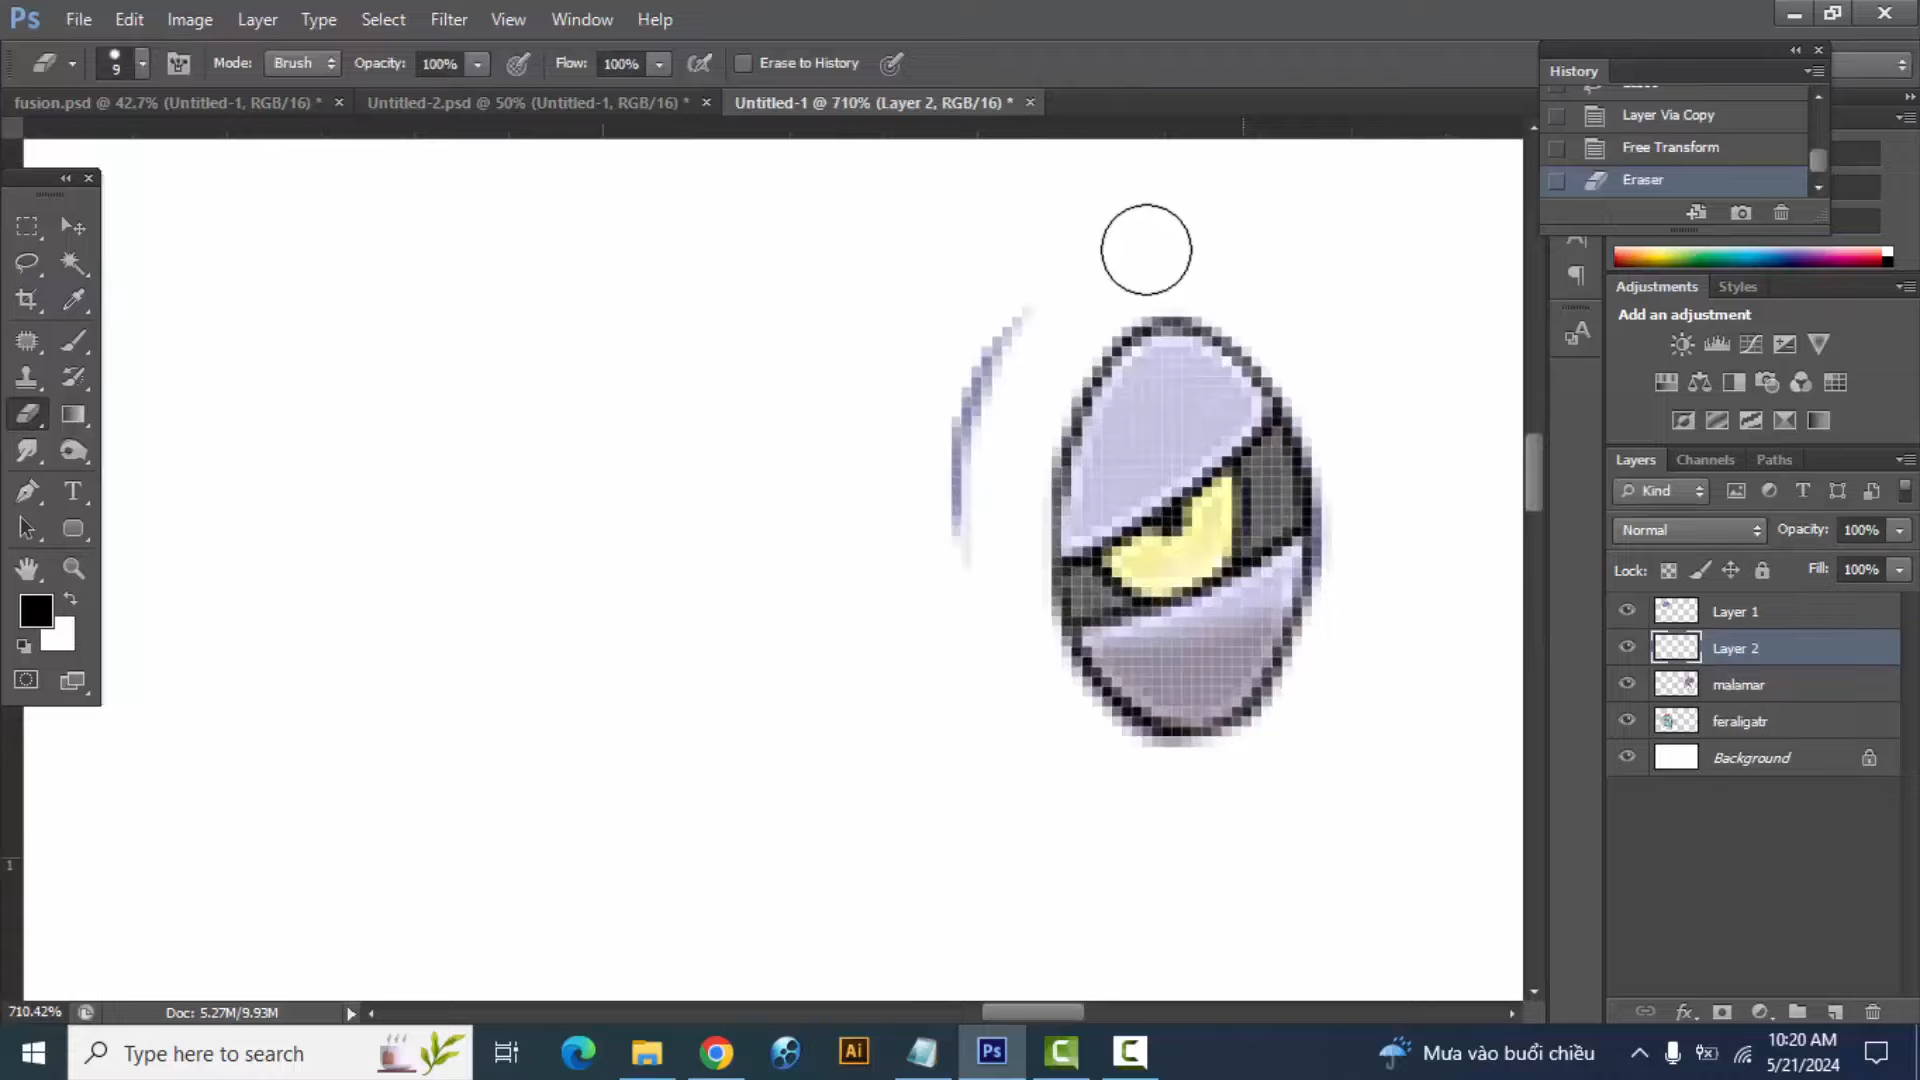 Ps File Edit Image Layer Type Select Filter View Window Help
9 Mode: Brush Opacity: 100% Flow: 100% Erase to History
fusion.psd @ 42.7% (Untitled-1, RGB/16) * × Untitled-2.psd @ 50% (Untitled-1, RGB/16) * × Untitled-1 @ 710% (Layer 2, RGB/16) * ×
History
Layer Via Copy
Free Transform
Eraser
Adjustments Styles
Add an adjustment
Layers Channels Paths
Kind
Normal Opacity: 100%
Lock: Fill: 100%
Layer 1
Layer 2
malamar
feraligatr
Background
1
710.42% Doc: 5.27M/9.93M
Type here to search Ai Ps Mưa vào buổi chiều 10:20 AM
5/21/2024